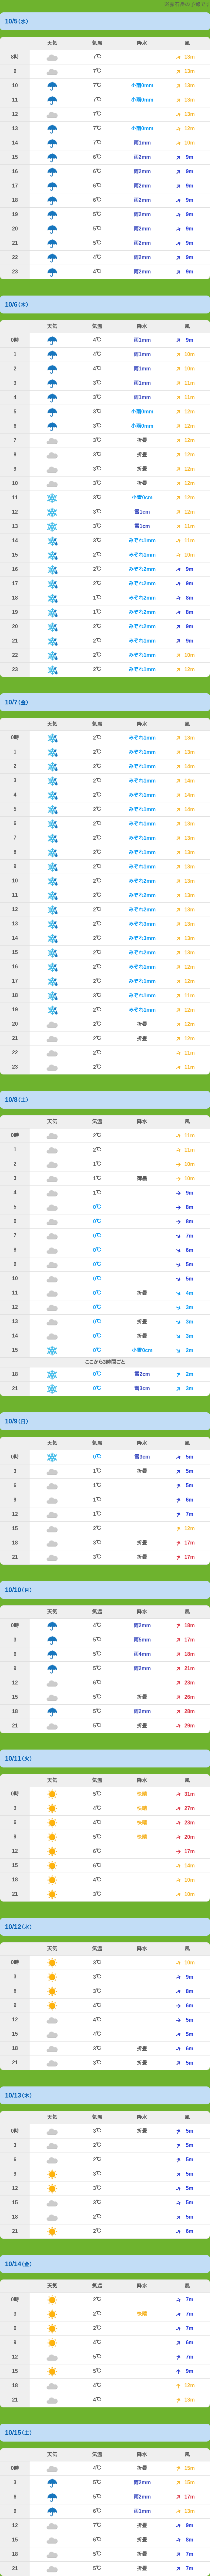 の予報です
10/5(水)
天気 気温 降水 風
8時 7℃ 13m
9 7℃ 13m
10 7℃ 小雨0mm 13m
11 7℃ 小雨0mm 13m
12 7℃ 13m
13 7℃ 小雨0mm 12m
14 7℃ 雨1mm 10m
15 6℃ 雨2mm 9m
16 6℃ 雨2mm 9m
17 6℃ 雨2mm 9m
18 6℃ 雨2mm 9m
19 5℃ 雨2mm 9m
20 5℃ 雨2mm 9m
21 5℃ 雨2mm 9m
22 4℃ 雨2mm 9m
23 4℃ 雨2mm 9m
10/6(木)
天気 気温 降水 風
0時 4℃ 雨1mm 9m
1 4℃ 雨1mm 10m
2 4℃ 雨1mm 10m
3 3℃ 雨1mm 11m
4 3℃ 雨1mm 11m
5 3℃ 小雨0mm 12m
6 3℃ 小雨0mm 12m
7 3℃ 折曇 12m
8 3℃ 折曇 12m
9 3℃ 折曇 12m
10 3℃ 折曇 12m
11 3℃ 小雪0cm 12m
12 3℃ 雪1cm 12m
13 3℃ 雪1cm 11m
14 3℃ みぞれ1mm 11m
15 2℃ みぞれ1mm 10m
16 2℃ みぞれ2mm 9m
17 2℃ みぞれ2mm 9m
18 1℃ みぞれ2mm 8m
19 1℃ みぞれ2mm 8m
20 2℃ みぞれ2mm 9m
21 2℃ みぞれ1mm 9m
22 2℃ みぞれ1mm 10m
23 2℃ みぞれ1mm 12m
10/7(金)
天気 気温 降水 風
0時 2℃ みぞれ1mm 13m
1 2℃ みぞれ1mm 13m
2 2℃ みぞれ1mm 14m
3 2℃ みぞれ1mm 14m
4 2℃ みぞれ1mm 14m
5 2℃ みぞれ1mm 14m
6 2℃ みぞれ1mm 13m
7 2℃ みぞれ1mm 13m
8 2℃ みぞれ1mm 13m
9 2℃ みぞれ1mm 13m
10 2℃ みぞれ2mm 13m
11 2℃ みぞれ2mm 13m
12 2℃ みぞれ2mm 13m
13 2℃ みぞれ3mm 13m
14 2℃ みぞれ3mm 13m
15 2℃ みぞれ2mm 13m
16 2℃ みぞれ1mm 12m
17 2℃ みぞれ1mm 12m
18 3℃ みぞれ1mm 11m
19 2℃ みぞれ1mm 12m
20 2℃ 折曇 12m
21 2℃ 折曇 12m
22 2℃ 11m
23 2℃ 11m
10/8(土)
天気 気温 降水 風
0時 2℃ 11m
1 2℃ 11m
2 1℃ 10m
3 1℃ 薄曇 10m
4 1℃ 9m
5 0℃ 8m
6 0℃ 8m
7 0℃ 7m
8 0℃ 6m
9 0℃ 5m
10 0℃ 5m
11 0℃ 折曇 4m
12 0℃ 3m
13 0℃ 折曇 3m
14 0℃ 折曇 3m
15 0℃ 小雪0cm 2m
ここから3時間ごと
18 0℃ 雪2cm 2m
21 0℃ 雪3cm 3m
10/9(日)
天気 気温 降水 風
0時 0℃ 雪3cm 5m
3 1℃ 折曇 5m
6 1℃ 5m
9 1℃ 6m
12 1℃ 7m
15 2℃ 12m
18 3℃ 折曇 17m
21 3℃ 折曇 17m
10/10(月)
天気 気温 降水 風
0時 4℃ 雨2mm 18m
3 5℃ 雨5mm 17m
6 5℃ 雨4mm 18m
9 5℃ 雨2mm 21m
12 6℃ 23m
15 5℃ 折曇 26m
18 5℃ 雨2mm 28m
21 5℃ 折曇 29m
10/11(火)
天気 気温 降水 風
0時 5℃ 快晴 31m
3 4℃ 快晴 27m
6 4℃ 快晴 23m
9 5℃ 快晴 20m
12 6℃ 17m
15 6℃ 14m
18 4℃ 10m
21 3℃ 10m
10/12(水)
天気 気温 降水 風
0時 3℃ 10m
3 3℃ 9m
6 3℃ 8m
9 4℃ 6m
12 4℃ 5m
15 4℃ 5m
18 3℃ 折曇 6m
21 3℃ 折曇 5m
10/13(木)
天気 気温 降水 風
0時 3℃ 折曇 5m
3 2℃ 5m
6 2℃ 5m
9 3℃ 5m
12 3℃ 5m
15 3℃ 5m
18 2℃ 5m
21 2℃ 6m
10/14(金)
天気 気温 降水 風
0時 2℃ 7m
3 2℃ 快晴 7m
6 2℃ 7m
9 4℃ 6m
12 5℃ 7m
15 5℃ 9m
18 4℃ 12m
21 4℃ 13m
10/15(土)
天気 気温 降水 風
0時 4℃ 折曇 15m
3 5℃ 雨2mm 15m
6 5℃ 雨2mm 17m
9 6℃ 雨1mm 13m
12 7℃ 折曇 9m
15 6℃ 折曇 8m
18 5℃ 折曇 7m
21 5℃ 折曇 7m